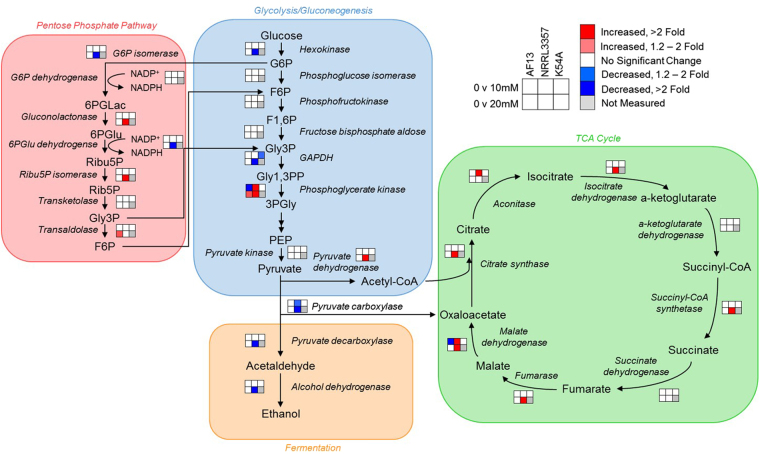 Pentose Phosphate Pathway
G6P isomerase
G6P dehydrogenase
NADP+
NADPH
6PGLac
Gluconolactonase
6PGlu
6PGlu dehydrogenase
NADP+
NADPH
Ribu5P
Ribu5P isomerase
Rib5P
Transketolase
Gly3P
Transaldolase
F6P
Glycolysis/Gluconeogenesis
Glucose
Hexokinase
G6P
Phosphoglucose isomerase
F6P
Phosphofructokinase
F1,6P
Fructose bisphosphate aldose
Gly3P
GAPDH
Gly1,3PP
Phosphoglycerate kinase
3PGly
PEP
Pyruvate kinase
Pyruvate
Pyruvate
dehydrogenase
Acetyl-CoA
Pyruvate carboxylase
Pyruvate decarboxylase
Acetaldehyde
Alcohol dehydrogenase
Ethanol
Fermentation
AF13
NRRL3357
K54A
0 v 10mM
0 v 20mM
Increased, >2 Fold
Increased, 1.2 – 2 Fold
No Significant Change
Decreased, 1.2 – 2 Fold
Decreased, >2 Fold
Not Measured
TCA Cycle
Isocitrate
Isocitrate
dehydrogenase
a-ketoglutarate
Aconitase
Citrate
a-ketoglutarate
dehydrogenase
Citrate synthase
Succinyl-CoA
Succinyl-CoA
synthetase
Oxaloacetate
Malate
dehydrogenase
Succinate
Succinate
dehydrogenase
Malate
Fumarase
Fumarate